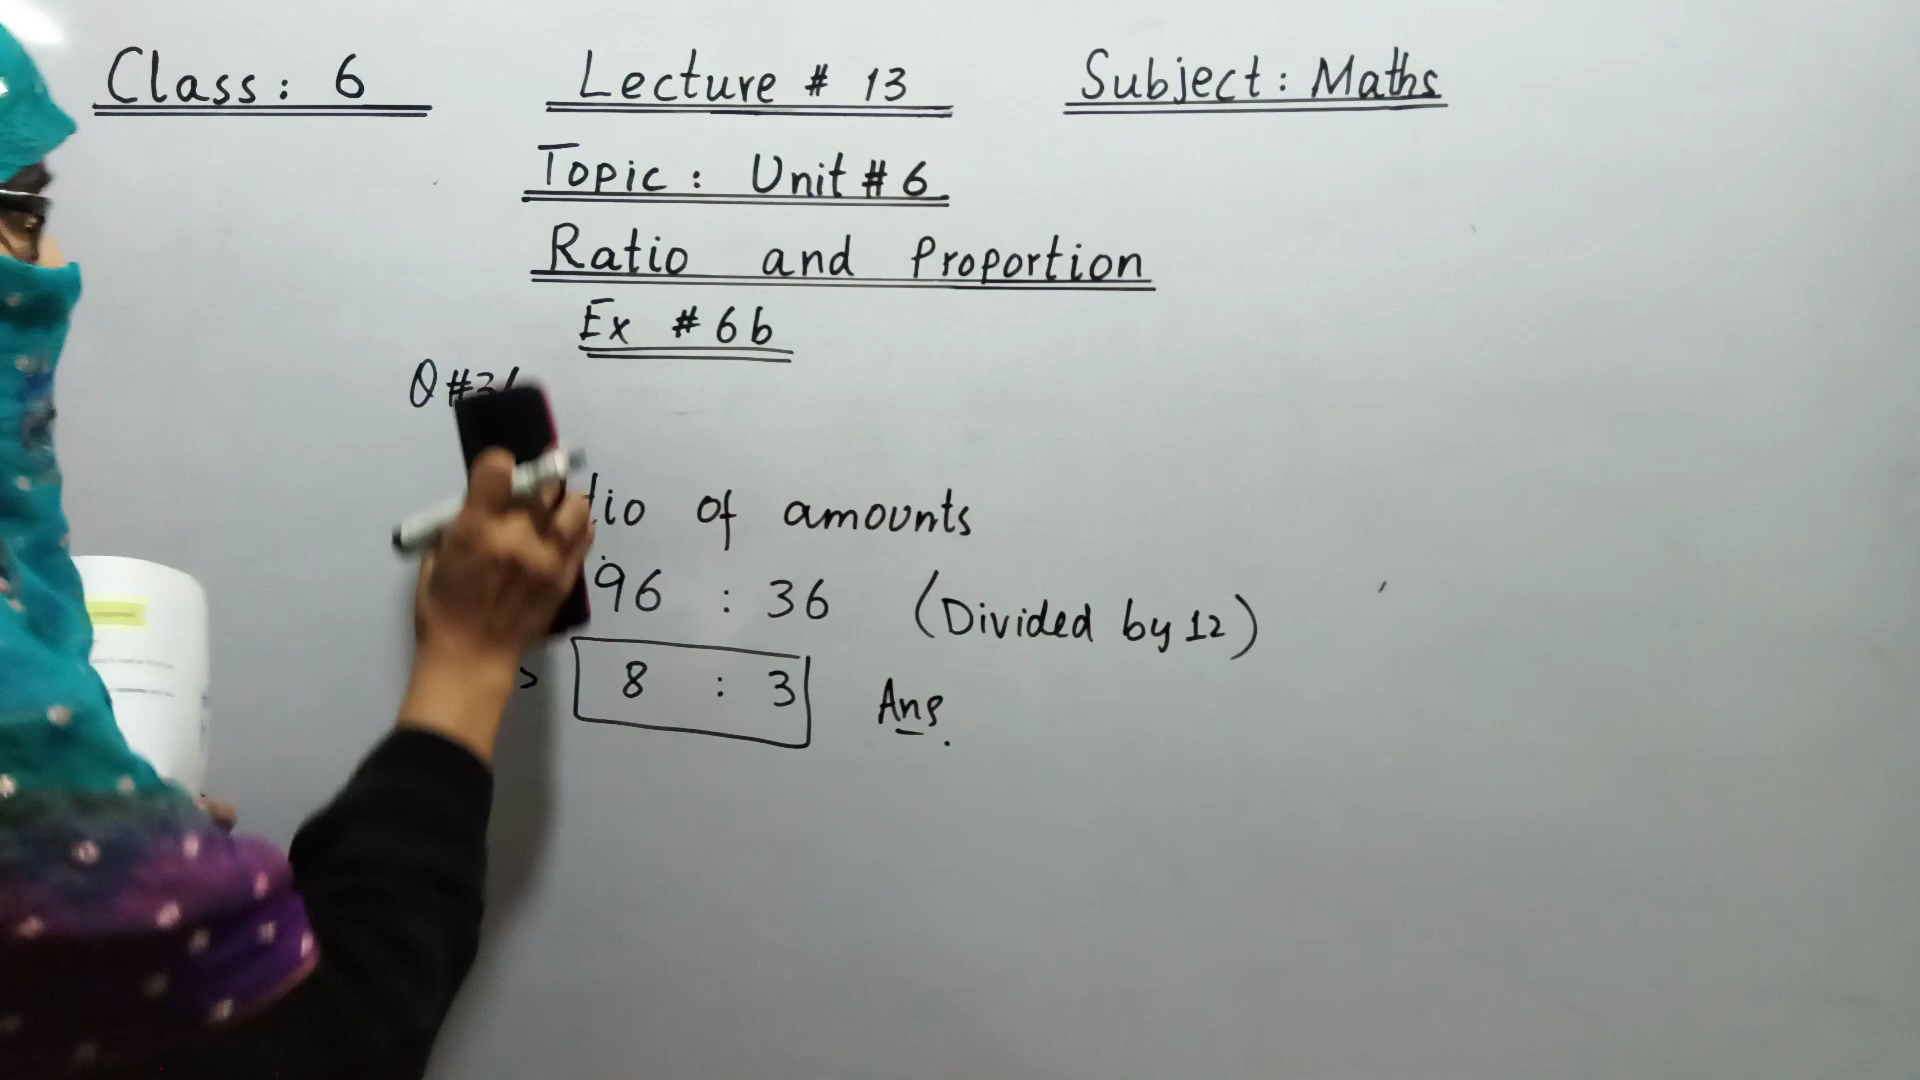 Class: 6 Lecture # 13 Subject: Maths
Topic: Unit # 6
Ratio and Proportion
Ex # 6b
Q #3
of amounts
96 : 36 (Divided by 12)
8 : 3 Ans.